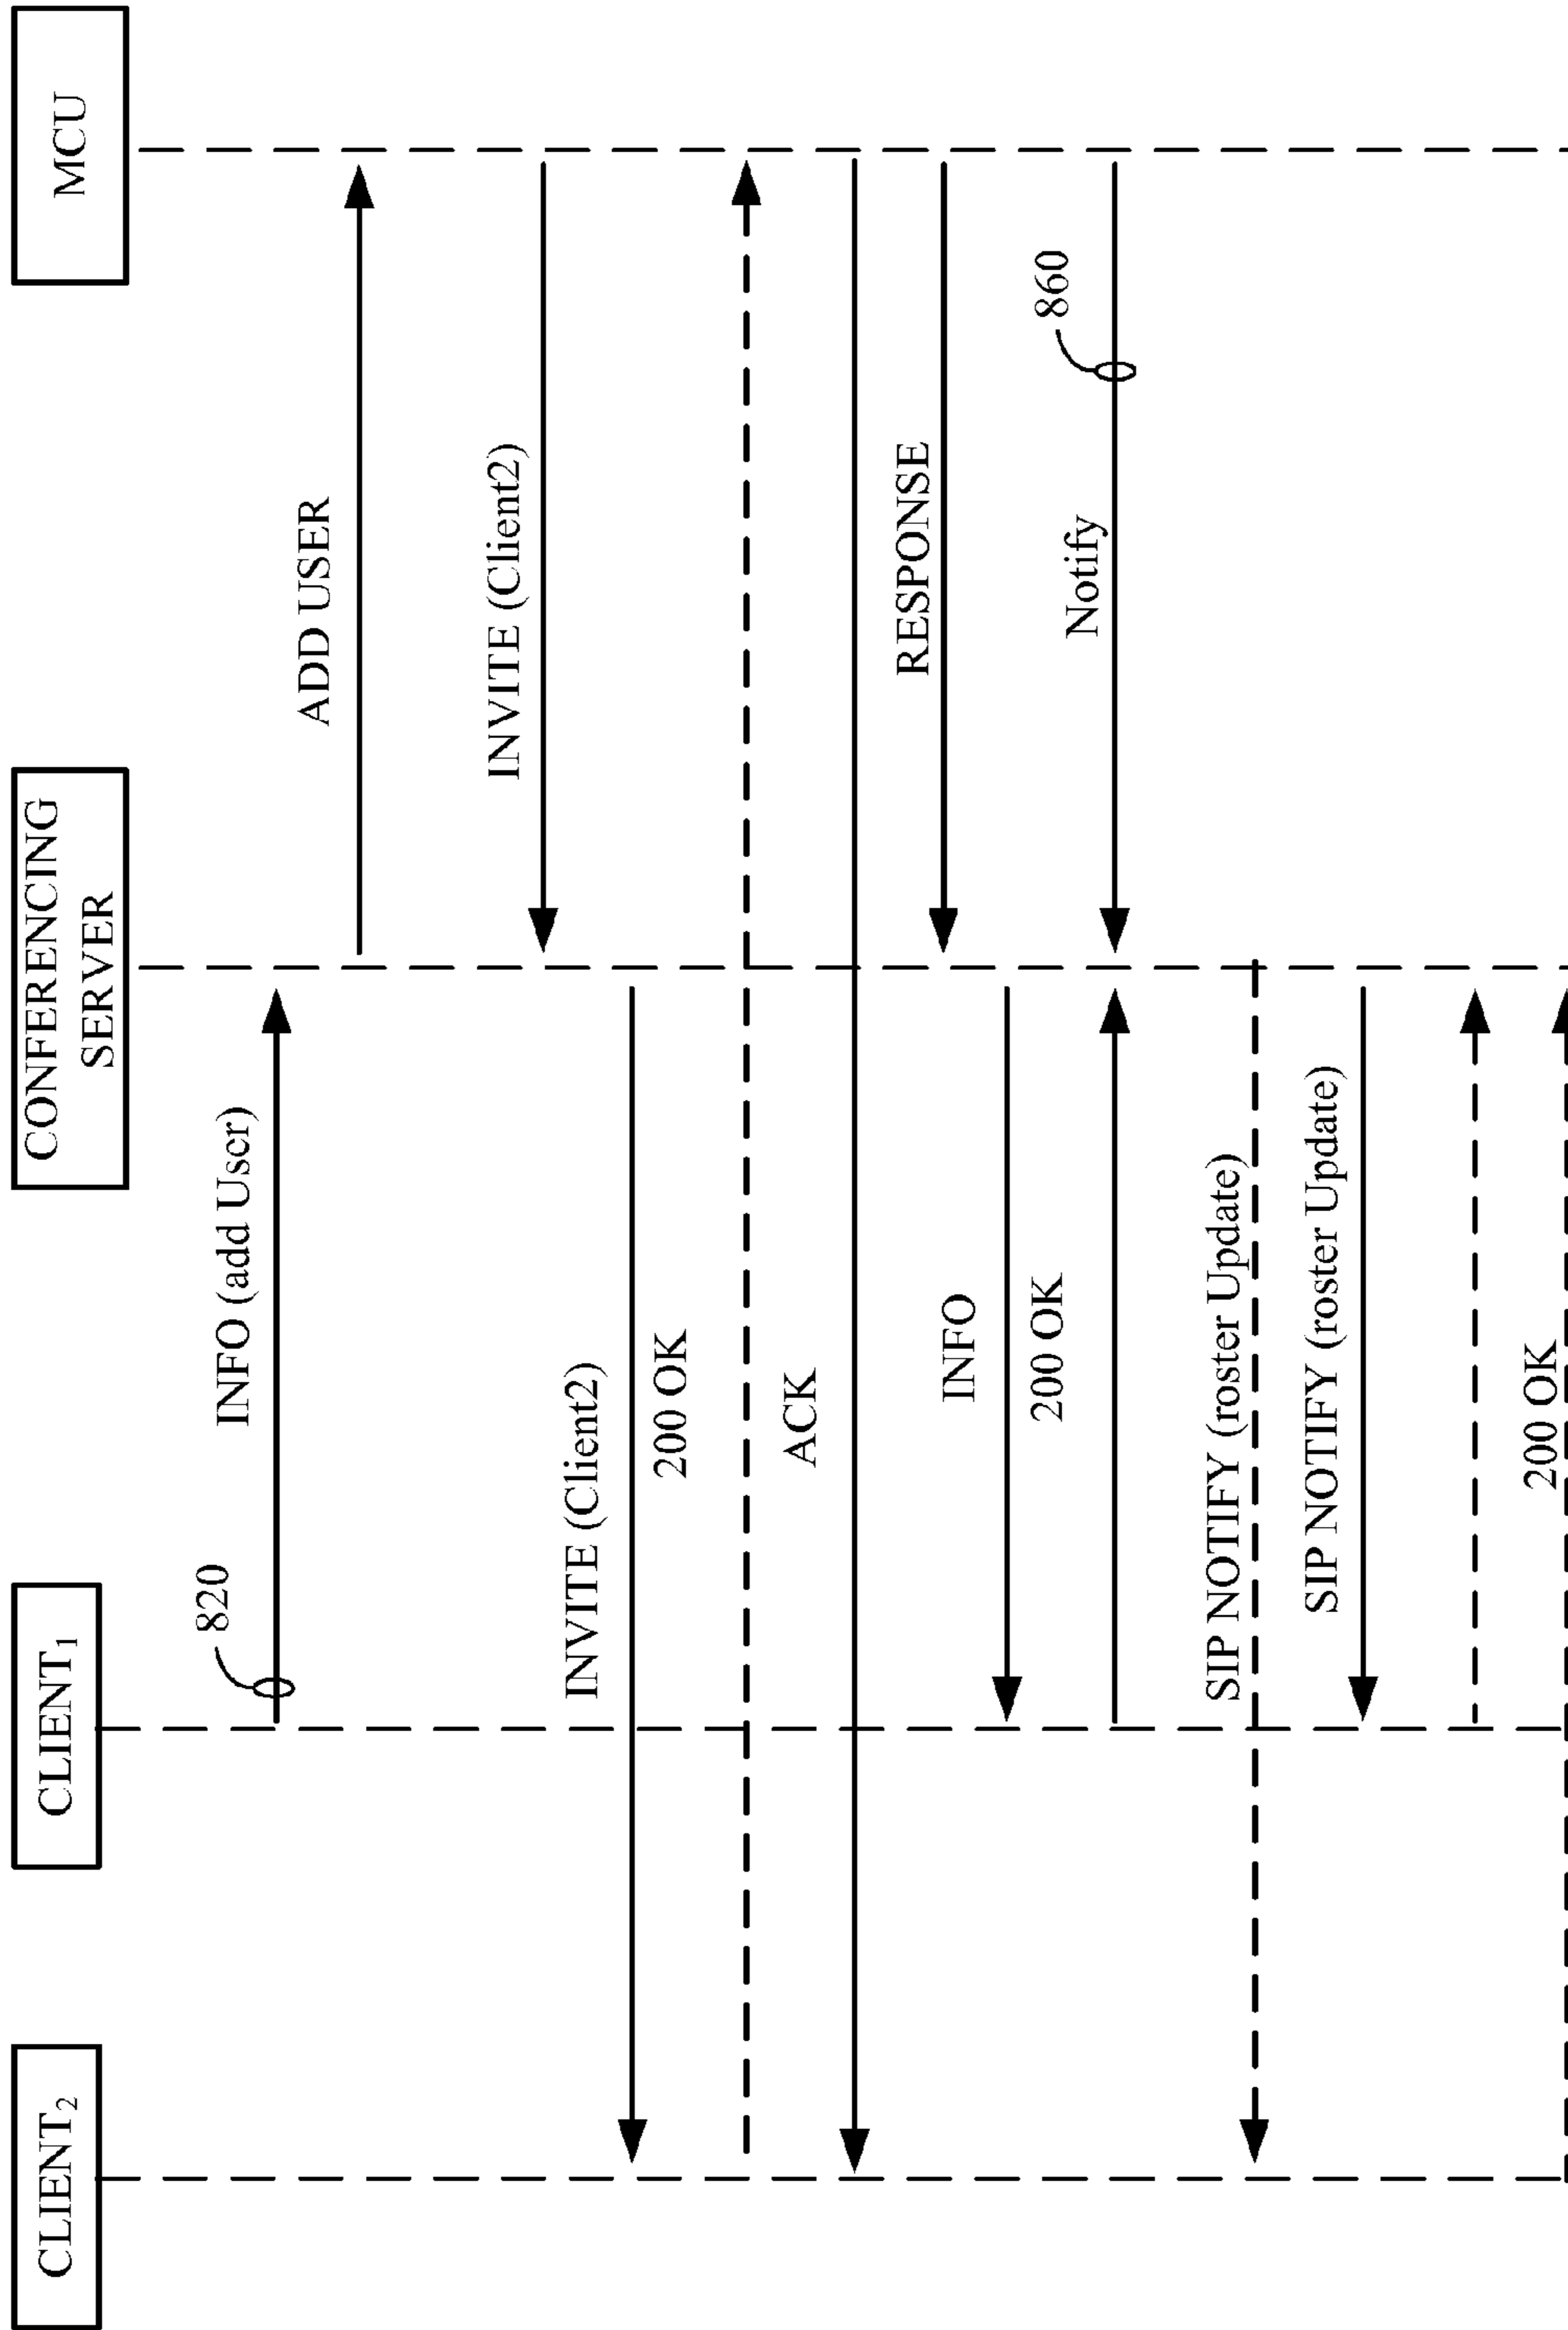 CLIENT2
CLIENT1
CONFERENCING
SERVER
MCU
820
INFO (add User)
ADD USER
INVITE (Client2)
INVITE (Client2)
200 OK
ACK
RESPONSE
INFO
200 OK
860
Notify
SIP NOTIFY (roster Update)
SIP NOTIFY (roster Update)
200 OK